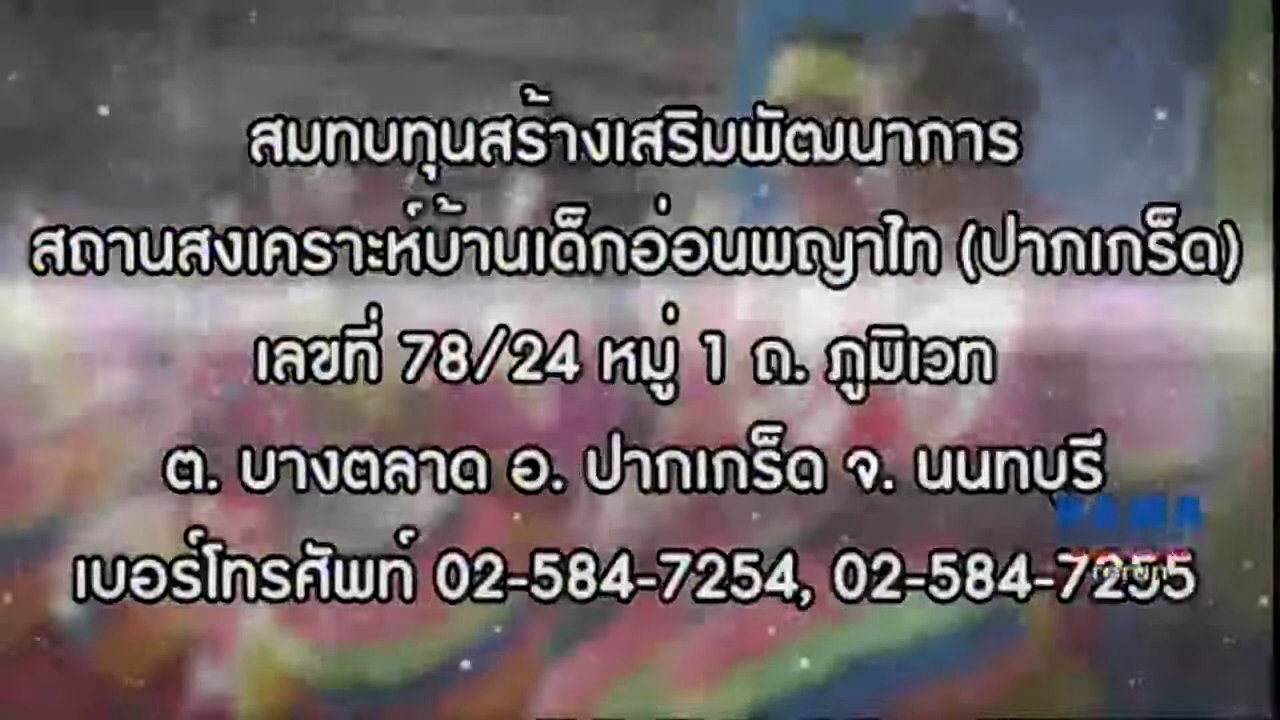 สมทบทุนสร้างเสริมพัฒนาการ
สถานสงเคราะห์บ้านเด็กอ่อนพญาไท (ปากเกร็ด)
เลขที่ 78/24 หมู่ 1 ถ. ภูมิเวท
ต. บางตลาด อ. ปากเกร็ด จ. นนทบุรี
เบอร์โทรศัพท์ 02-584-7254, 02-584-7255